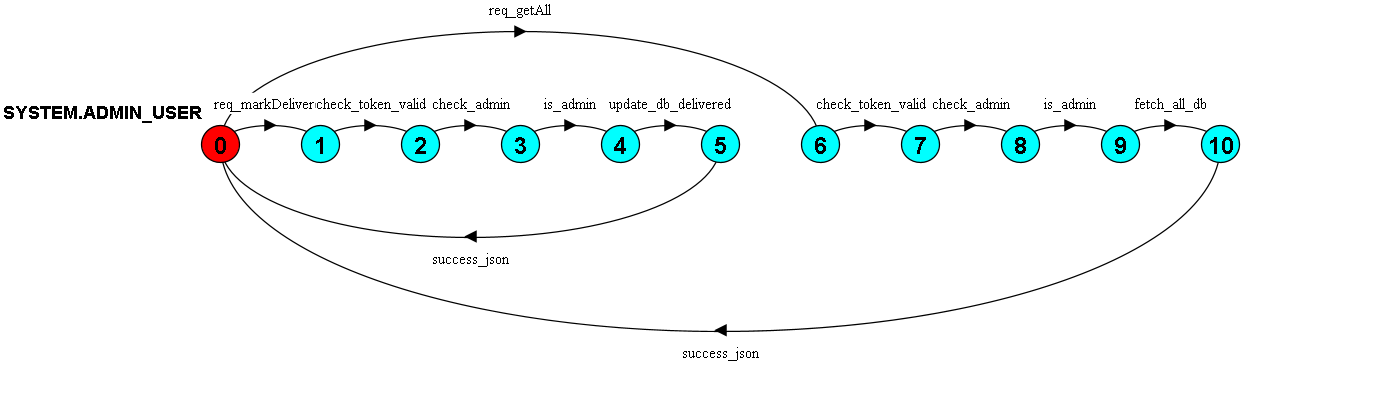 req_getAll
SYSTEM.ADMIN_USER
req_markDeliver check_token_valid check_admin is_admin update_db_delivered check_token_valid check_admin is_admin fetch_all_db
0 1 2 3 4 5 6 7 8 9 10
success_json
success_json